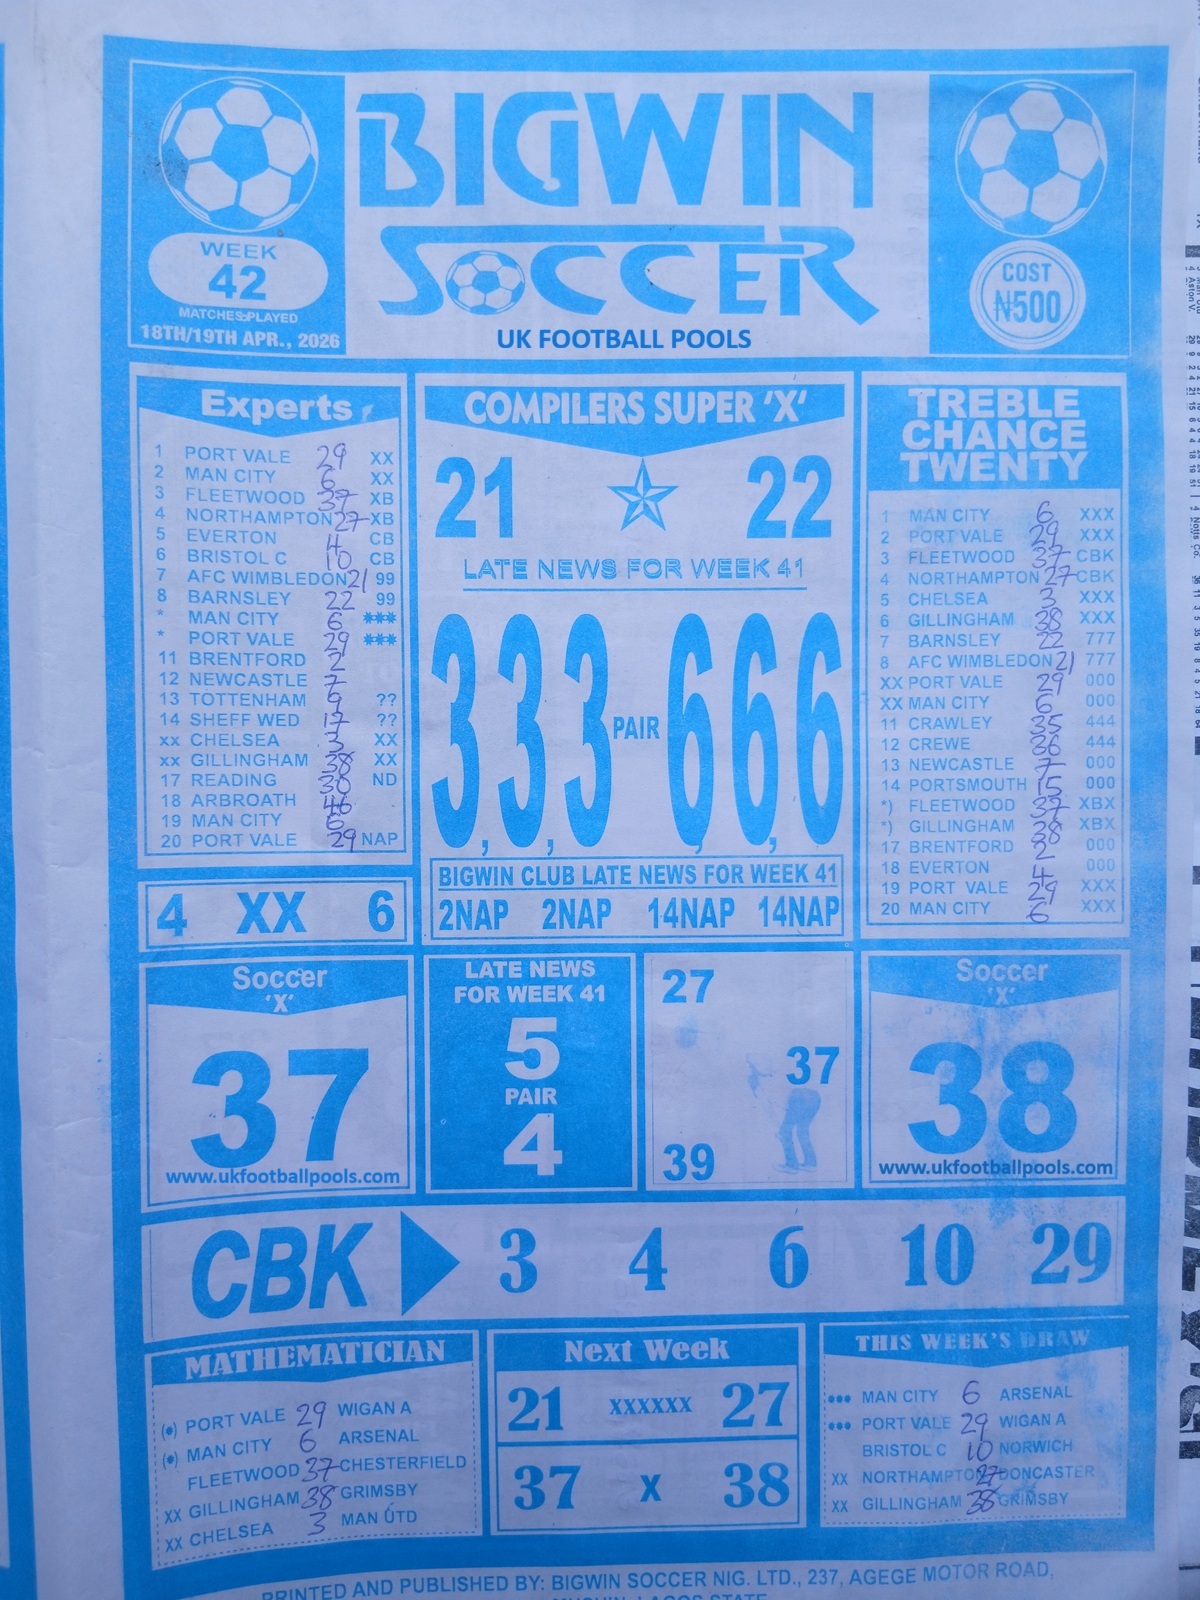 BIGWIN
SOCCER
UK FOOTBALL POOLS
WEEK
42
MATCHES PLAYED
18TH/19TH APR., 2026
COST
₦500
Experts
1 PORT VALE 29 XX
2 MAN CITY 6 XX
3 FLEETWOOD 37 XB
4 NORTHAMPTON 27 XB
5 EVERTON 4 CB
6 BRISTOL C 10 CB
7 AFC WIMBLEDON 21 99
8 BARNSLEY 22 99
* MAN CITY 6 ***
* PORT VALE 29 ***
11 BRENTFORD 2
12 NEWCASTLE 7
13 TOTTENHAM 9 ??
14 SHEFF WED 17 ??
xx CHELSEA 3 XX
xx GILLINGHAM 38 XX
17 READING 30 ND
18 ARBROATH 46
19 MAN CITY 6
20 PORT VALE 29 NAP
4 XX 6
COMPILERS SUPER 'X'
21 22
LATE NEWS FOR WEEK 41
3,3,3 PAIR 6,6,6
BIGWIN CLUB LATE NEWS FOR WEEK 41
2NAP 2NAP 14NAP 14NAP
TREBLE
CHANCE
TWENTY
1 MAN CITY 6 XXX
2 PORT VALE 29 XXX
3 FLEETWOOD 37 CBK
4 NORTHAMPTON 27 CBK
5 CHELSEA 3 XXX
6 GILLINGHAM 38 XXX
7 BARNSLEY 22 777
8 AFC WIMBLEDON 21 777
XX PORT VALE 29 000
XX MAN CITY 6 000
11 CRAWLEY 35 444
12 CREWE 36 444
13 NEWCASTLE 7 000
14 PORTSMOUTH 15 000
*) FLEETWOOD 37 XBX
*) GILLINGHAM 38 XBX
17 BRENTFORD 2 000
18 EVERTON 4 000
19 PORT VALE 29 XXX
20 MAN CITY 6 XXX
Soccer
'X'
37
www.ukfootballpools.com
LATE NEWS
FOR WEEK 41
5
PAIR
4
27
37
39
Soccer
'X'
38
www.ukfootballpools.com
CBK 3 4 6 10 29
MATHEMATICIAN
(*) PORT VALE 29 WIGAN A
(*) MAN CITY 6 ARSENAL
FLEETWOOD 37 CHESTERFIELD
XX GILLINGHAM 38 GRIMSBY
XX CHELSEA 3 MAN UTD
Next Week
21 XXXXXX 27
37 X 38
THIS WEEK'S DRAW
*** MAN CITY 6 ARSENAL
*** PORT VALE 29 WIGAN A
BRISTOL C 10 NORWICH
XX NORTHAMPTON 27 DONCASTER
XX GILLINGHAM 38 GRIMSBY
PRINTED AND PUBLISHED BY: BIGWIN SOCCER NIG. LTD., 237, AGEGE MOTOR ROAD,